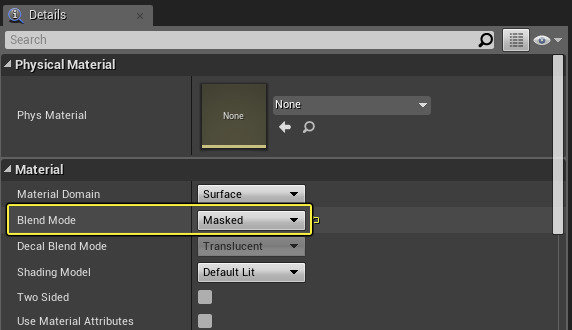 Details
Search
Physical Material
Phys Material
None
None
Material
Material Domain
Surface
Blend Mode
Masked
Decal Blend Mode
Translucent
Shading Model
Default Lit
Two Sided
Use Material Attributes